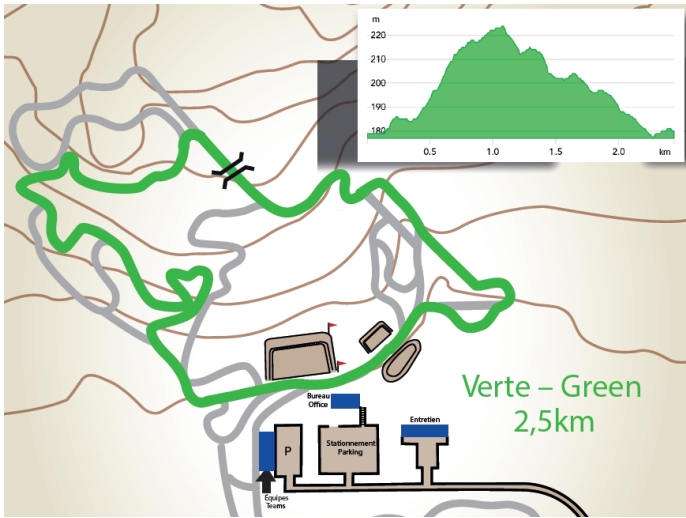 m
220
210
200
190
180
0.5 1.0 1.5 2.0 km
Verte – Green
2,5km
Bureau
Office
Entretien
P
Stationnement
Parking
Equipes
Teams